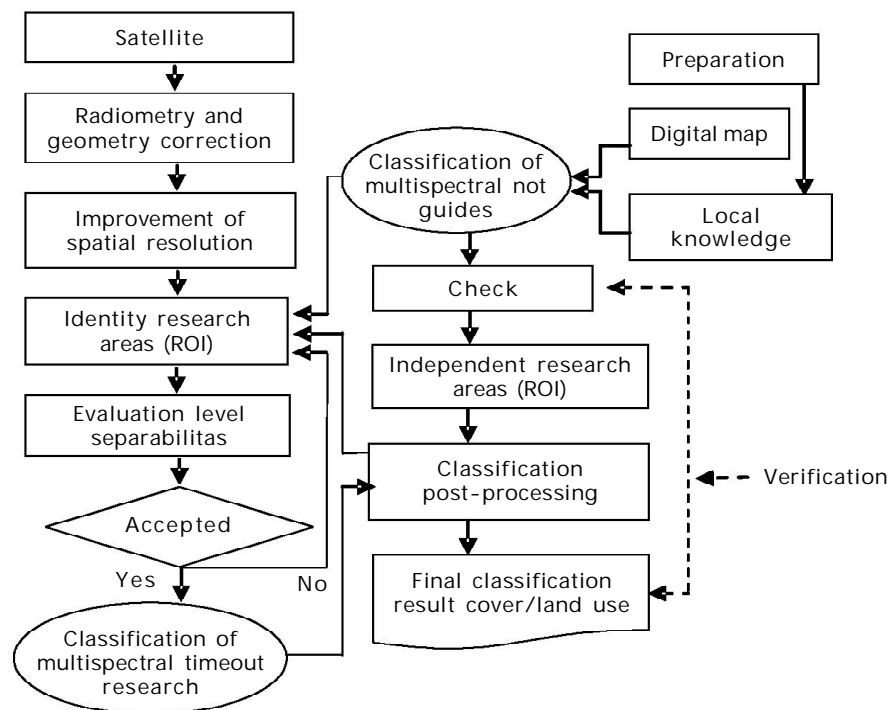 Satellite
Radiometry and
geometry correction
Improvement of
spatial resolution
Identity research
areas (ROI)
Evaluation level
separabilitas
Accepted
Yes
No
Classification of
multispectral timeout
research
Classification of
multispectral not
guides
Check
Independent research
areas (ROI)
Classification
post-processing
Final classification
result cover/land use
Preparation
Digital map
Local
knowledge
Verification